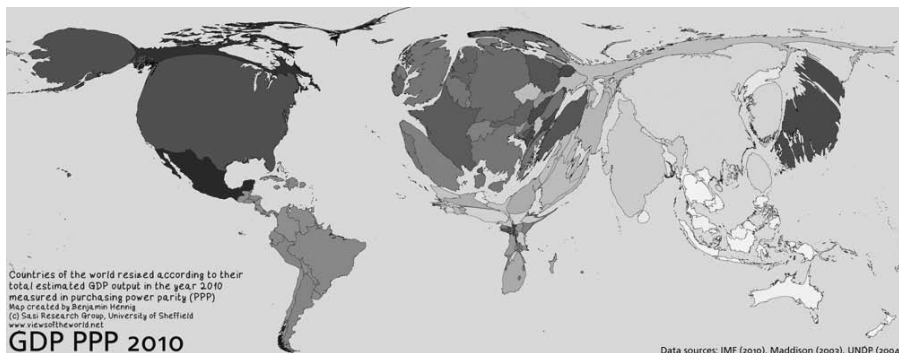 Countries of the world resized according to their
total estimated GDP output in the year 2010
measured in purchasing power parity (PPP)
Map created by Benjamin Hennig
(c) Sasi Research Group, University of Sheffield
www.viewsoftheworld.net
GDP PPP 2010
Data sources: IMF (2010), Maddison (2003), UNDP (2004